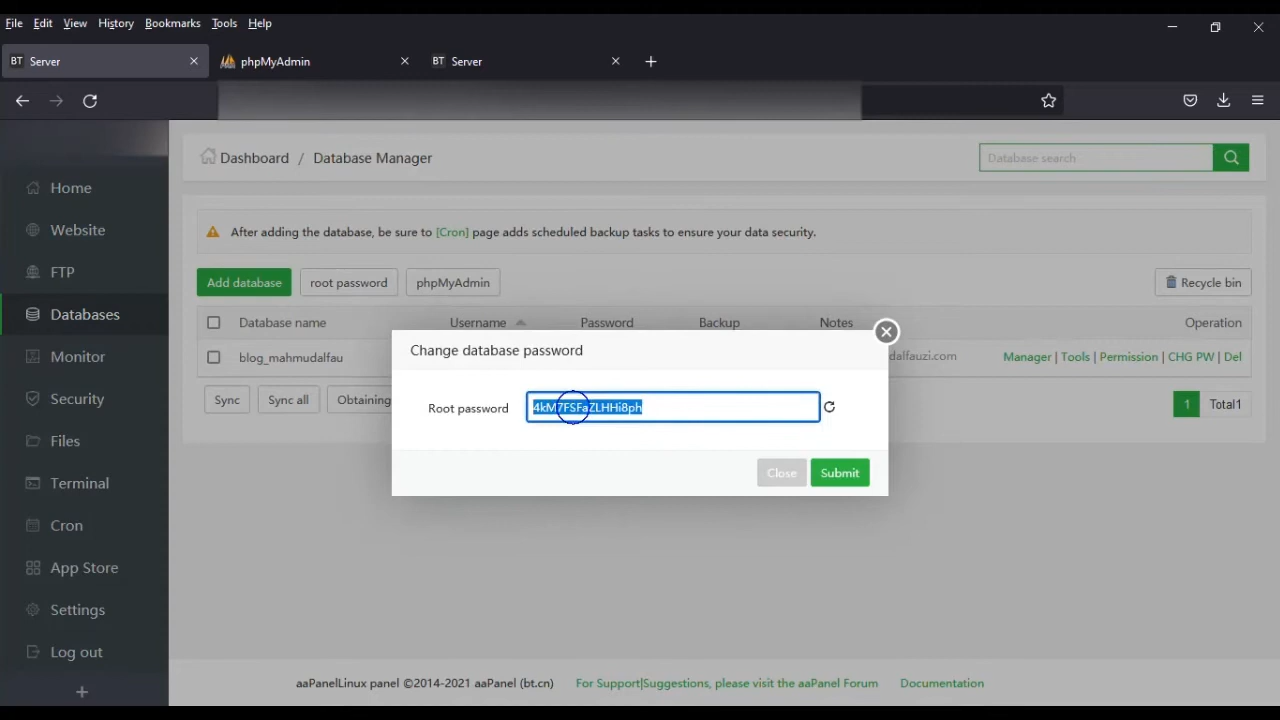 File Edit View History Bookmarks Tools Help
BT Server phpMyAdmin BT Server
Dashboard / Database Manager
Database search
Home
Website
FTP
Databases
Monitor
Security
Files
Terminal
Cron
App Store
Settings
Log out
After adding the database, be sure to [Cron] page adds scheduled backup tasks to ensure your data security.
Add database root password phpMyAdmin Recycle bin
Database name Username Password Backup Notes Operation
blog_mahmudalfau dalfauzi.com Manager | Tools | Permission | CHG PW | Del
Sync Sync all Obtaining 1 Total1
Change database password
Root password 4kM7FSFaZLHHi8ph
Close Submit
aaPanelLinux panel ©2014-2021 aaPanel (bt.cn) For Support|Suggestions, please visit the aaPanel Forum Documentation